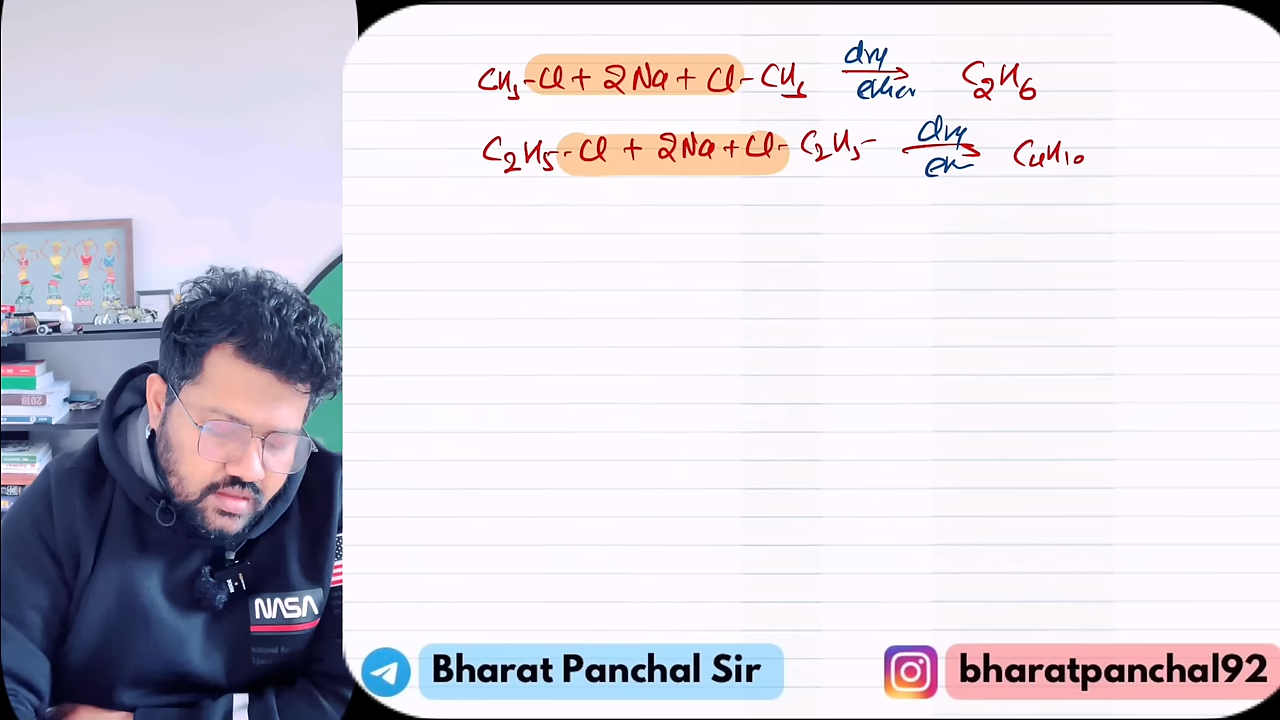 CH3-Cl + 2Na + Cl-CH3 dry ether → C2H6
C2H5-Cl + 2Na + Cl-C2H5- dry → C4H10
NASA
Bharat Panchal Sir
bharatpanchal92